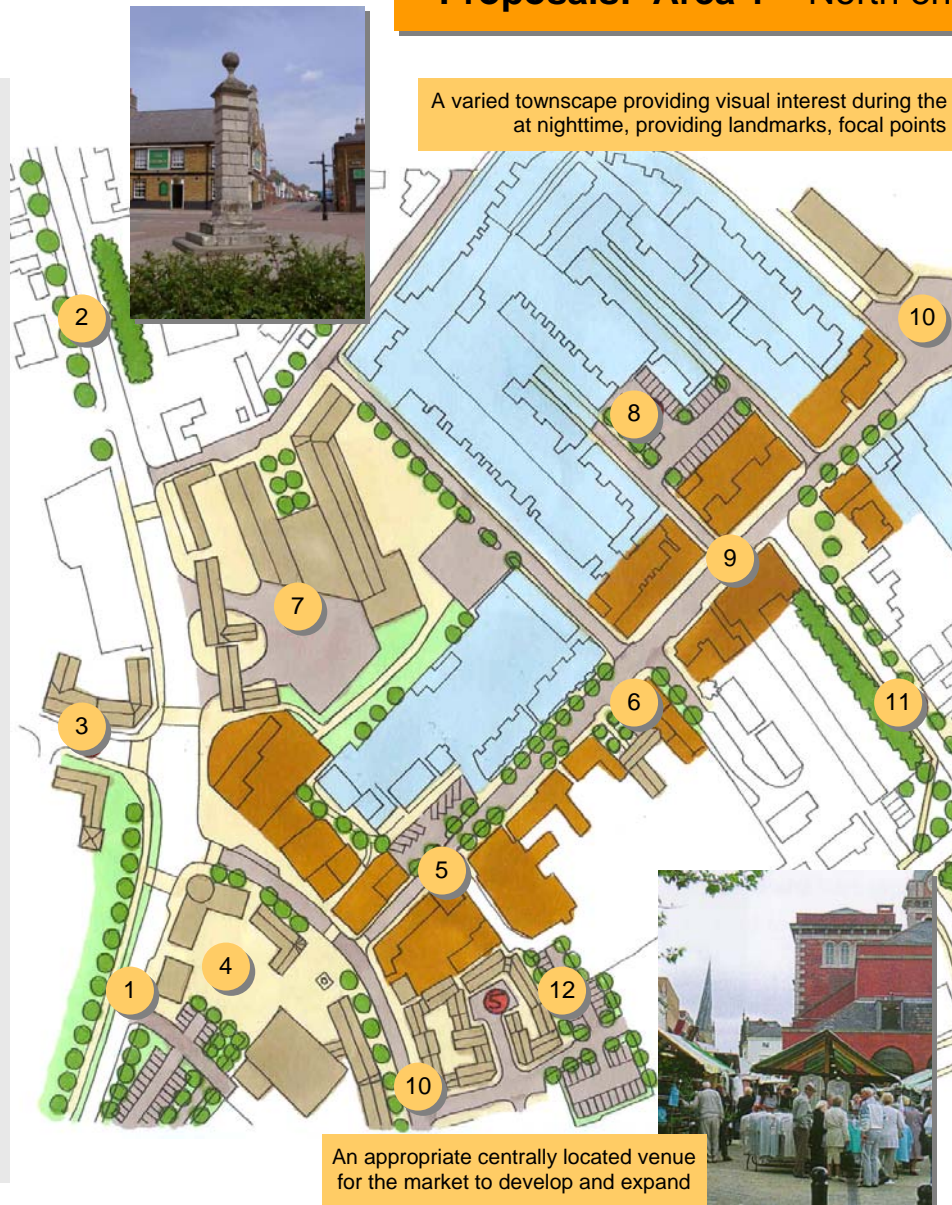 Proposals: Area 1
North
A varied townscape providing visual interest during the
at nighttime, providing landmarks, focal points
2
10
8
9
7
6
11
3
5
4
1
12
S
10
An appropriate centrally located venue
for the market to develop and expand